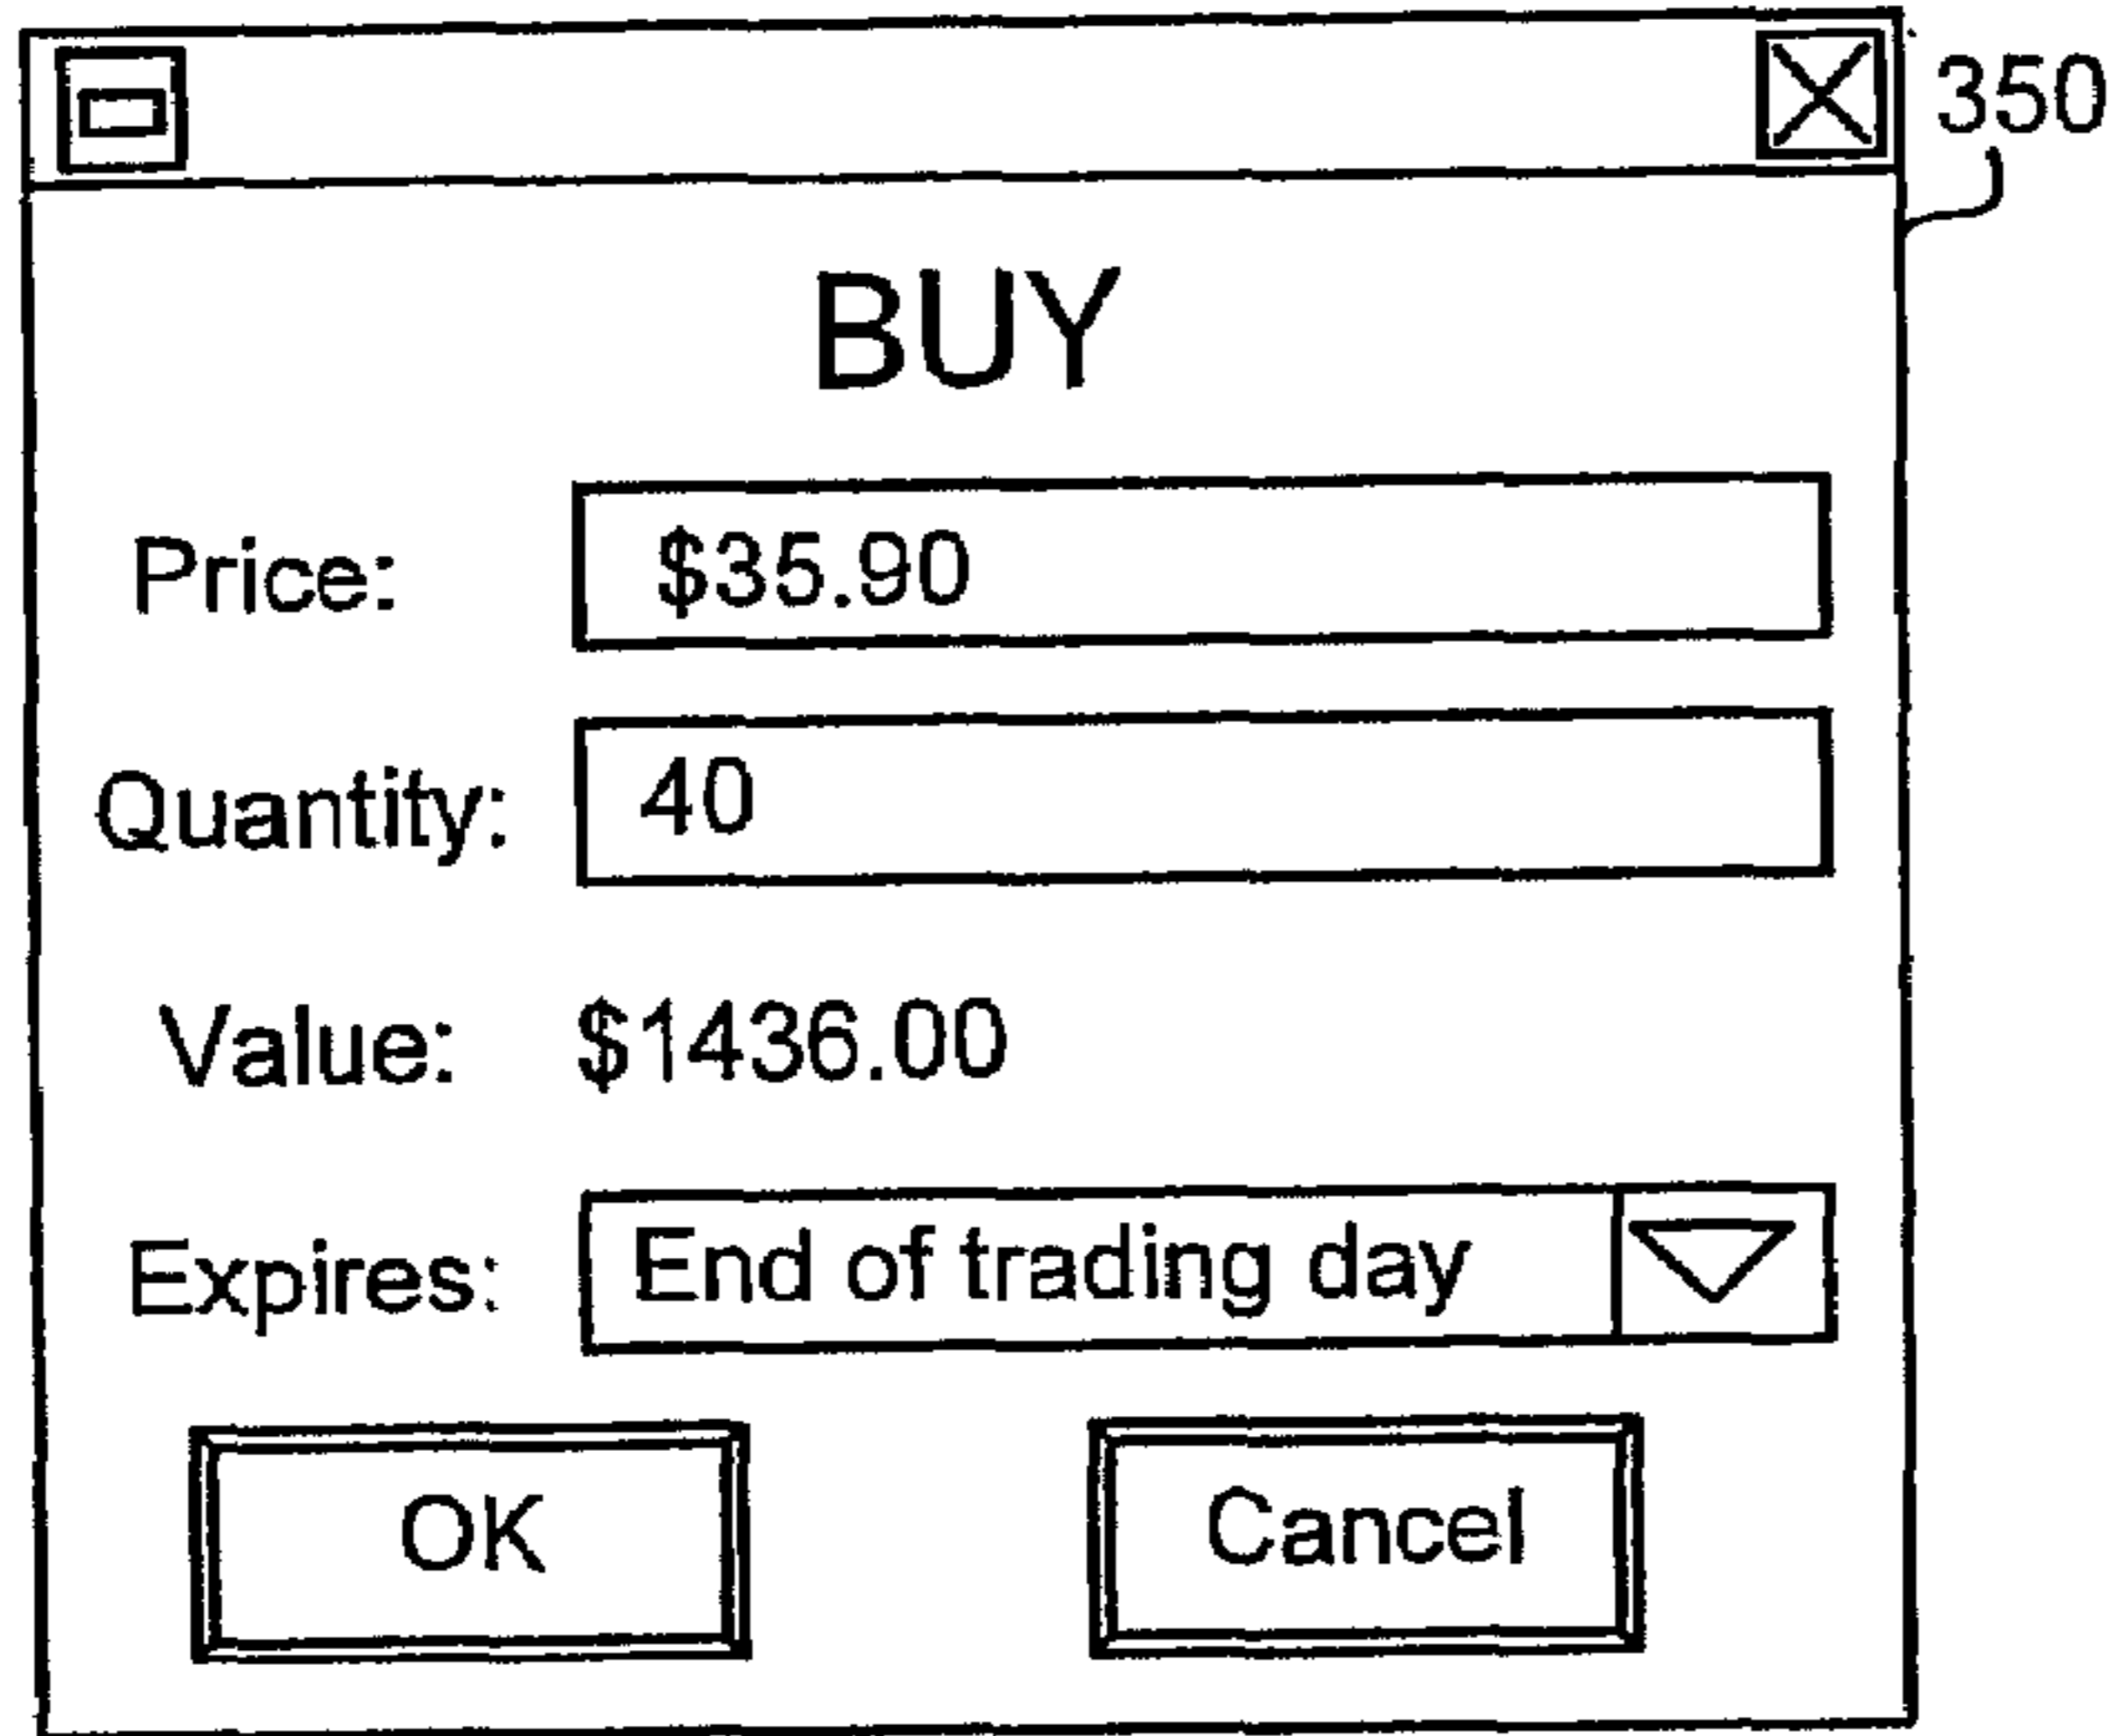 350
BUY
Price: $35.90
Quantity: 40
Value: $1436.00
Expires: End of trading day
OK Cancel